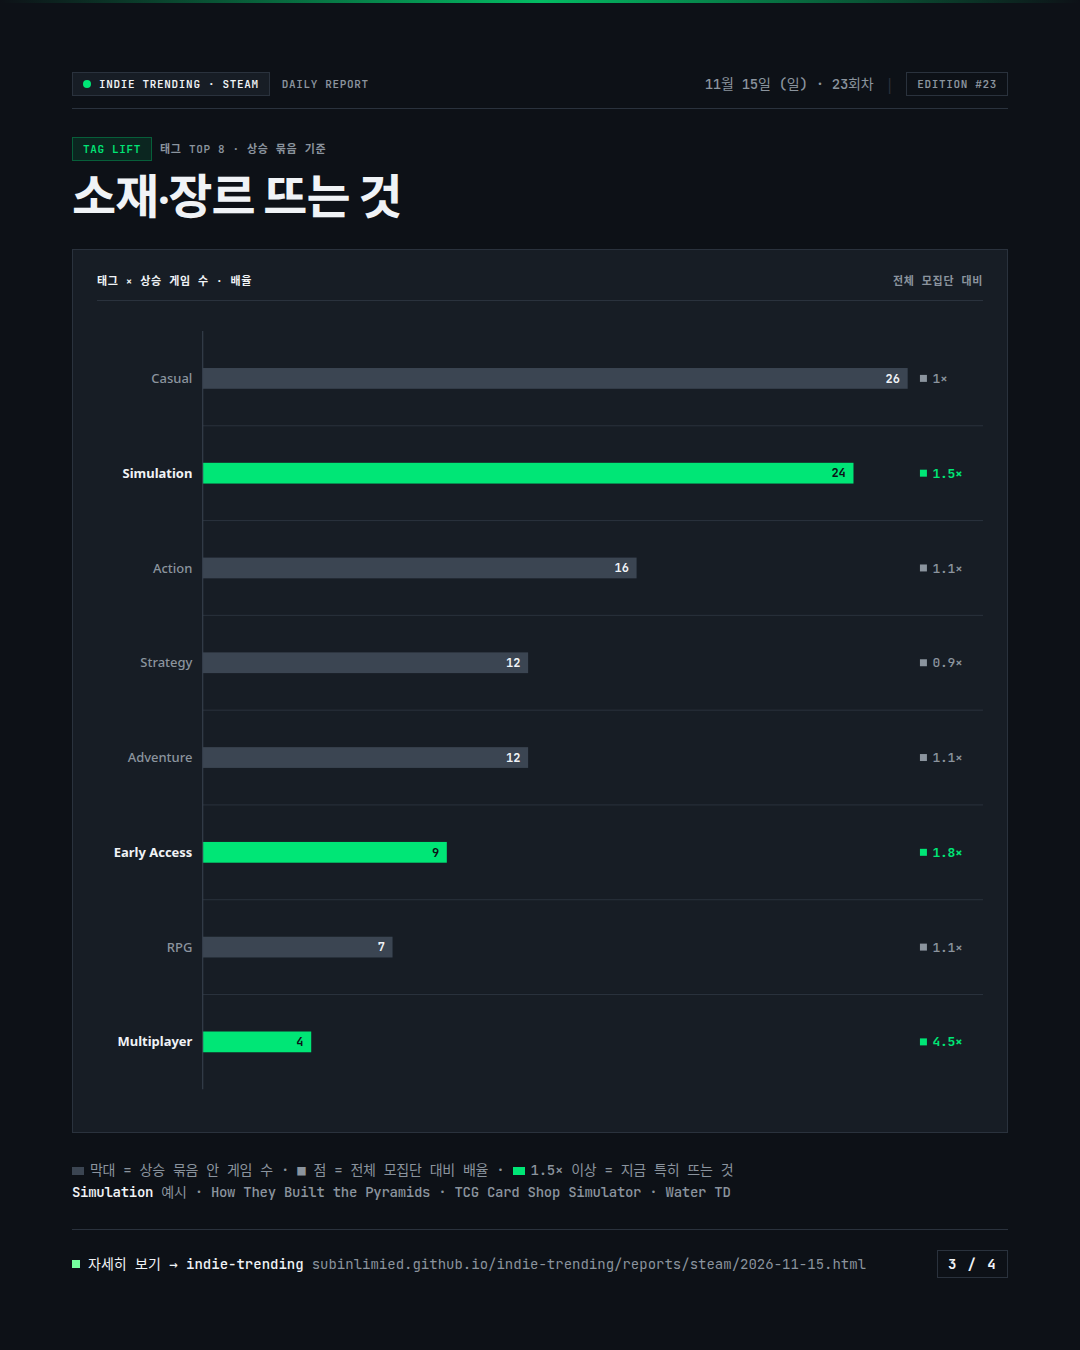 INDIE TRENDING · STEAM DAILY REPORT 11월 15일 (일) · 23회차 EDITION #23
TAG LIFT 태그 TOP 8 · 상승 묶음 기준
소재·장르 뜨는 것
태그 × 상승 게임 수 · 배율 전체 모집단 대비
Casual 26 1×
Simulation 24 1.5×
Action 16 1.1×
Strategy 12 0.9×
Adventure 12 1.1×
Early Access 9 1.8×
RPG 7 1.1×
Multiplayer 4 4.5×
막대 = 상승 묶음 안 게임 수 · 점 = 전체 모집단 대비 배율 · 1.5× 이상 = 지금 특히 뜨는 것
Simulation 예시 · How They Built the Pyramids · TCG Card Shop Simulator · Water TD
자세히 보기 → indie-trending subinlimied.github.io/indie-trending/reports/steam/2026-11-15.html 3 / 4